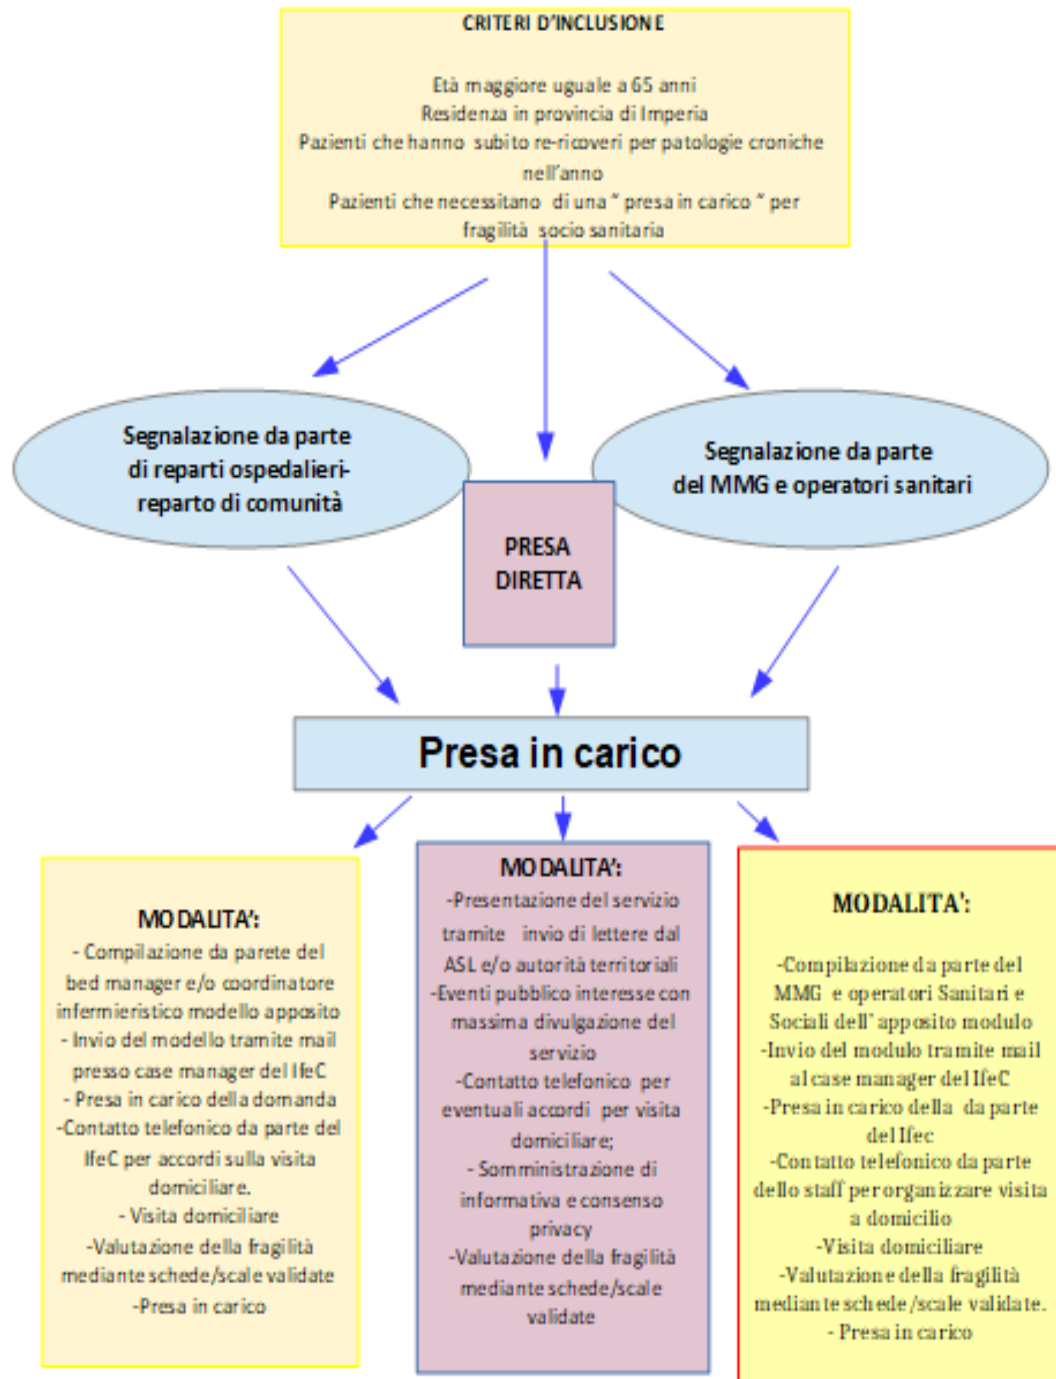 CRITERI D'INCLUSIONE
Età maggiore uguale a 65 anni
Residenza in provincia di Imperia
Pazienti che hanno subito re-ricoveri per patologie croniche
nell'anno
Pazienti che necessitano di una " presa in carico " per
fragilità socio sanitaria
Segnalazione da parte
di reparti ospedalieri-
reparto di comunità
Segnalazione da parte
del MMG e operatori sanitari
PRESA
DIRETTA
Presa in carico
MODALITA':
- Compilazione da parete del
bed manager e/o coordinatore
infermieristico modello apposito
- Invio del modello tramite mail
presso case manager del IfeC
- Presa in carico della domanda
-Contatto telefonico da parte del
IfeC per accordi sulla visita
domiciliare.
- Visita domiciliare
-Valutazione della fragilità
mediante schede/scale validate
-Presa in carico
MODALITA':
-Presentazione del servizio
tramite invio di lettere dal
ASL e/o autorità territoriali
-Eventi pubblico interesse con
massima divulgazione del
servizio
-Contatto telefonico per
eventuali accordi per visita
domiciliare;
- Somministrazione di
informativa e consenso
privacy
-Valutazione della fragilità
mediante schede/scale
validate
MODALITA':
-Compilazione da parte del
MMG e operatori Sanitari e
Sociali dell' apposito modulo
-Invio del modulo tramite mail
al case manager del IfeC
-Presa in carico della da parte
del Ifec
-Contatto telefonico da parte
dello staff per organizzare visita
a domicilio
-Visita domiciliare
-Valutazione della fragilità
mediante schede/scale validate.
- Presa in carico